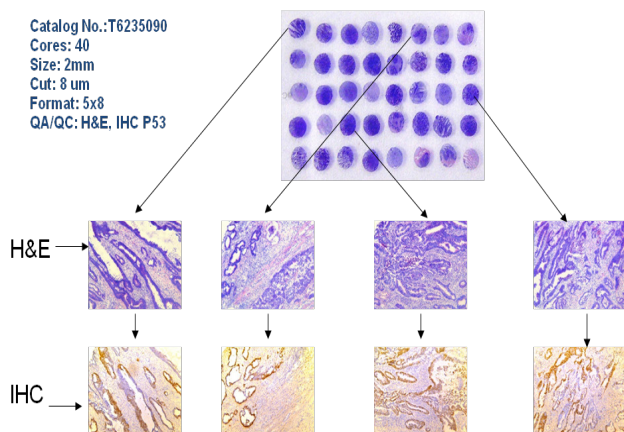 Catalog No.:T6235090
Cores: 40
Size: 2mm
Cut: 8 um
Format: 5x8
QA/QC: H&E, IHC P53
H&E
IHC